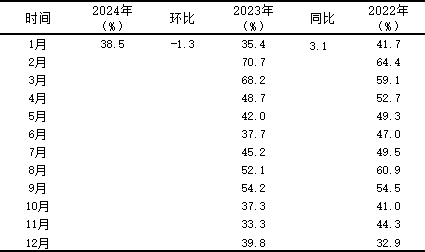 时间 2024年（%） 环比 2023年（%） 同比 2022年（%）
1月 38.5 -1.3 35.4 3.1 41.7
2月 70.7 64.4
3月 68.2 59.1
4月 48.7 52.7
5月 42.0 49.3
6月 37.7 47.0
7月 45.2 49.5
8月 52.1 60.9
9月 54.2 54.5
10月 37.3 41.0
11月 33.3 44.3
12月 39.8 32.9